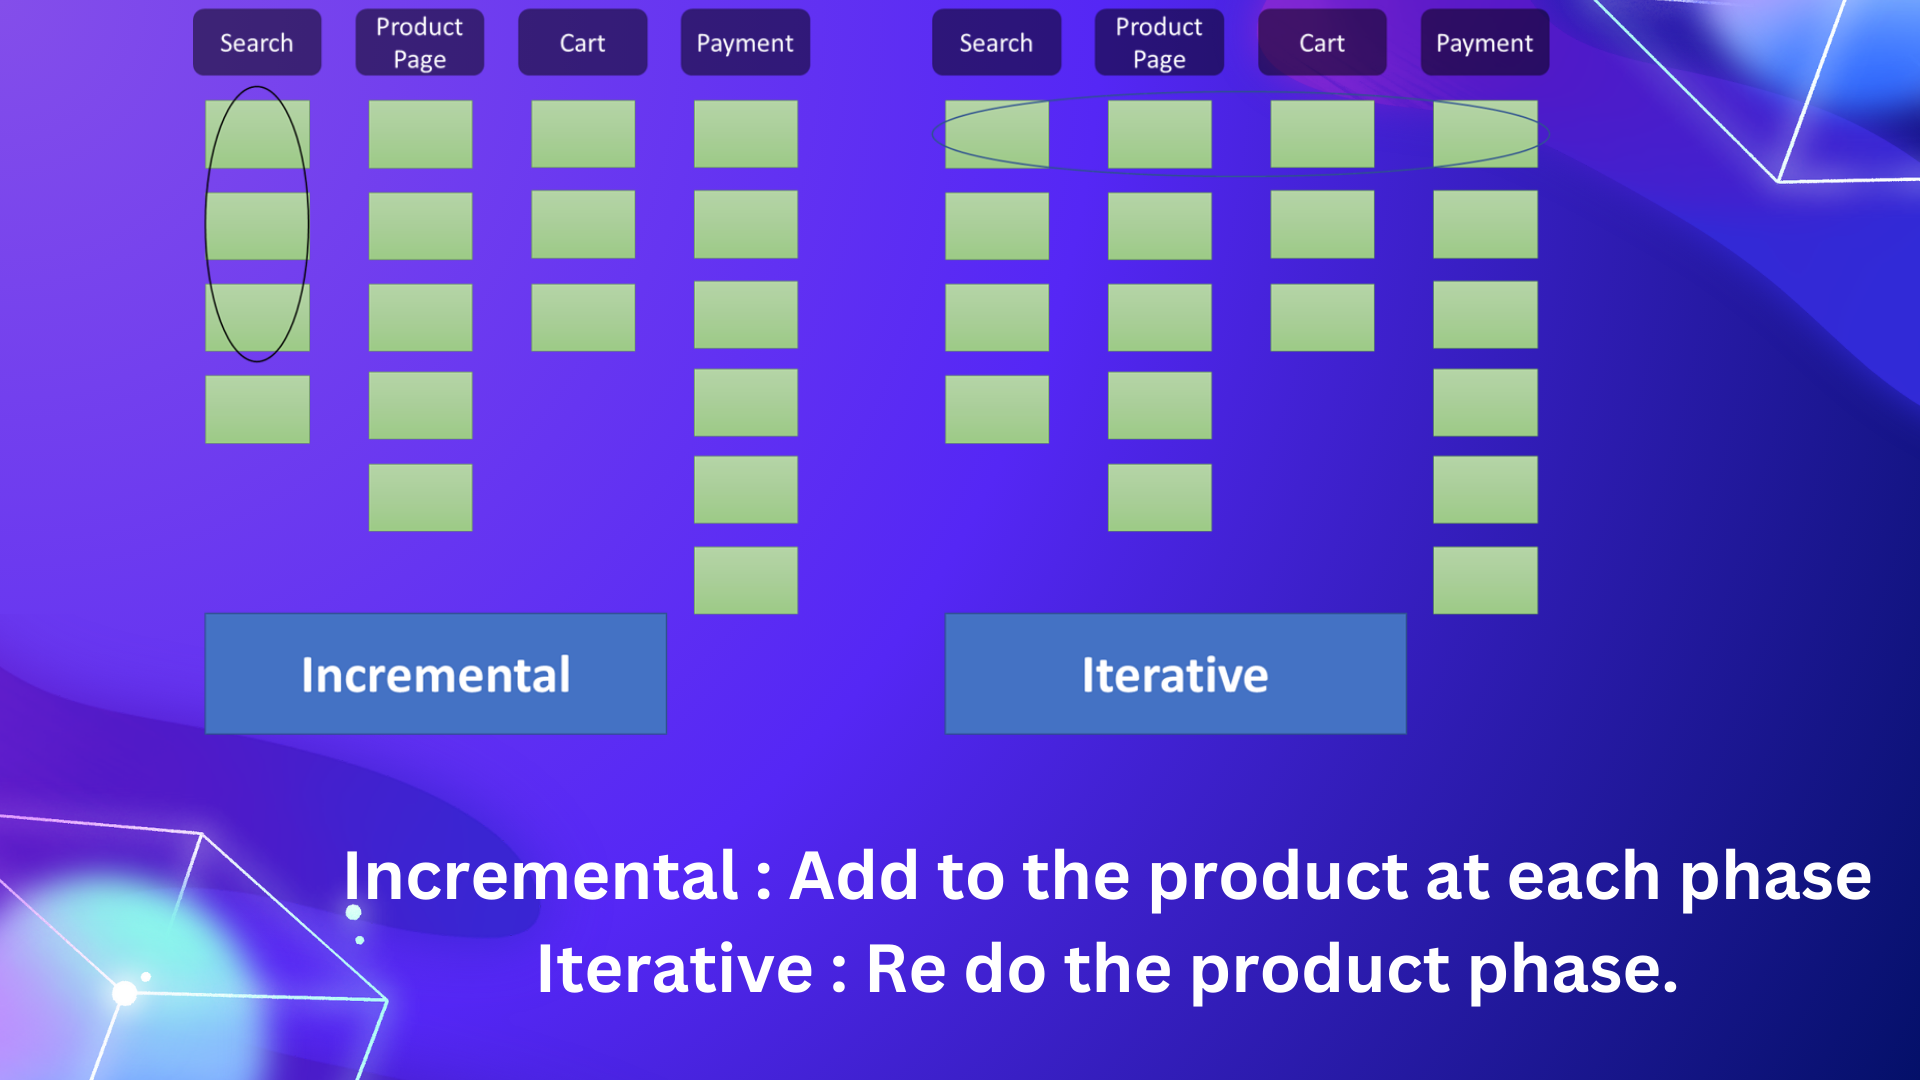 Search
Product
Page
Cart
Payment
Search
Product
Page
Cart
Payment
Incremental
Iterative
Incremental : Add to the product at each phase
Iterative : Re do the product phase.